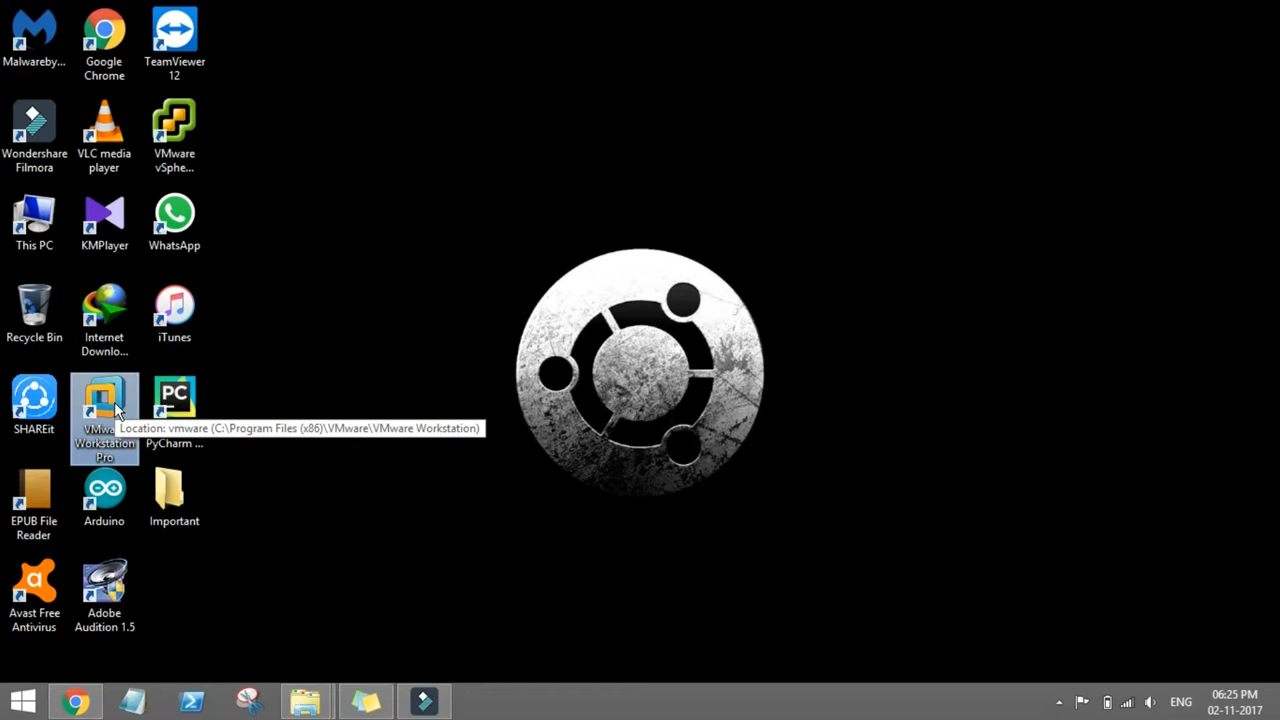 Malwareby...
Google
Chrome
TeamViewer
12
Wondershare
Filmora
VLC media
player
VMware
vSphe...
This PC
KMPlayer
WhatsApp
Recycle Bin
Internet
Downlo...
iTunes
SHAREit
VMwa
Workstation
Pro
PC
PyCharm ...
Location: vmware (C:\Program Files (x86)\VMware\VMware Workstation)
EPUB File
Reader
Arduino
Important
a
Avast Free
Antivirus
Adobe
Audition 1.5
ENG
06:25 PM
02-11-2017